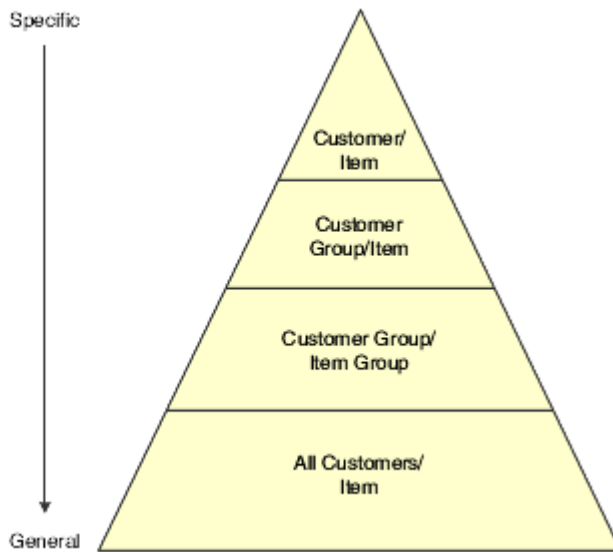 Specific
Customer/
Item
Customer
Group/Item
Customer Group/
Item Group
All Customers/
Item
General